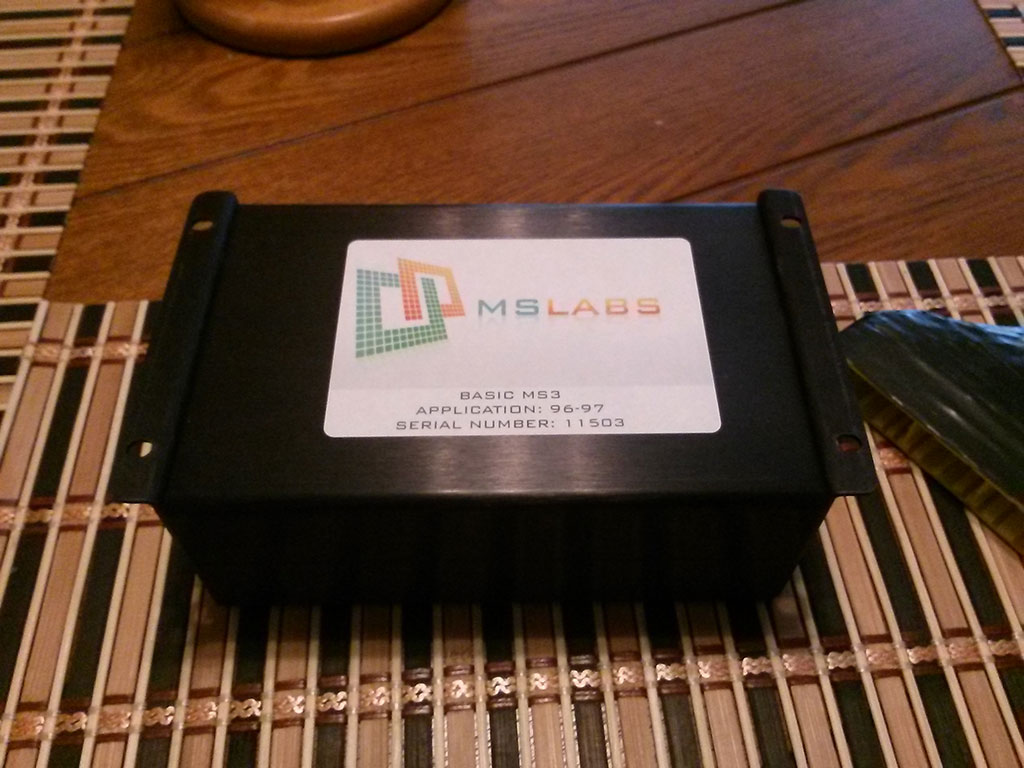 MSLABS
BASIC MS3
APPLICATION: 96-97
SERIAL NUMBER: 11503